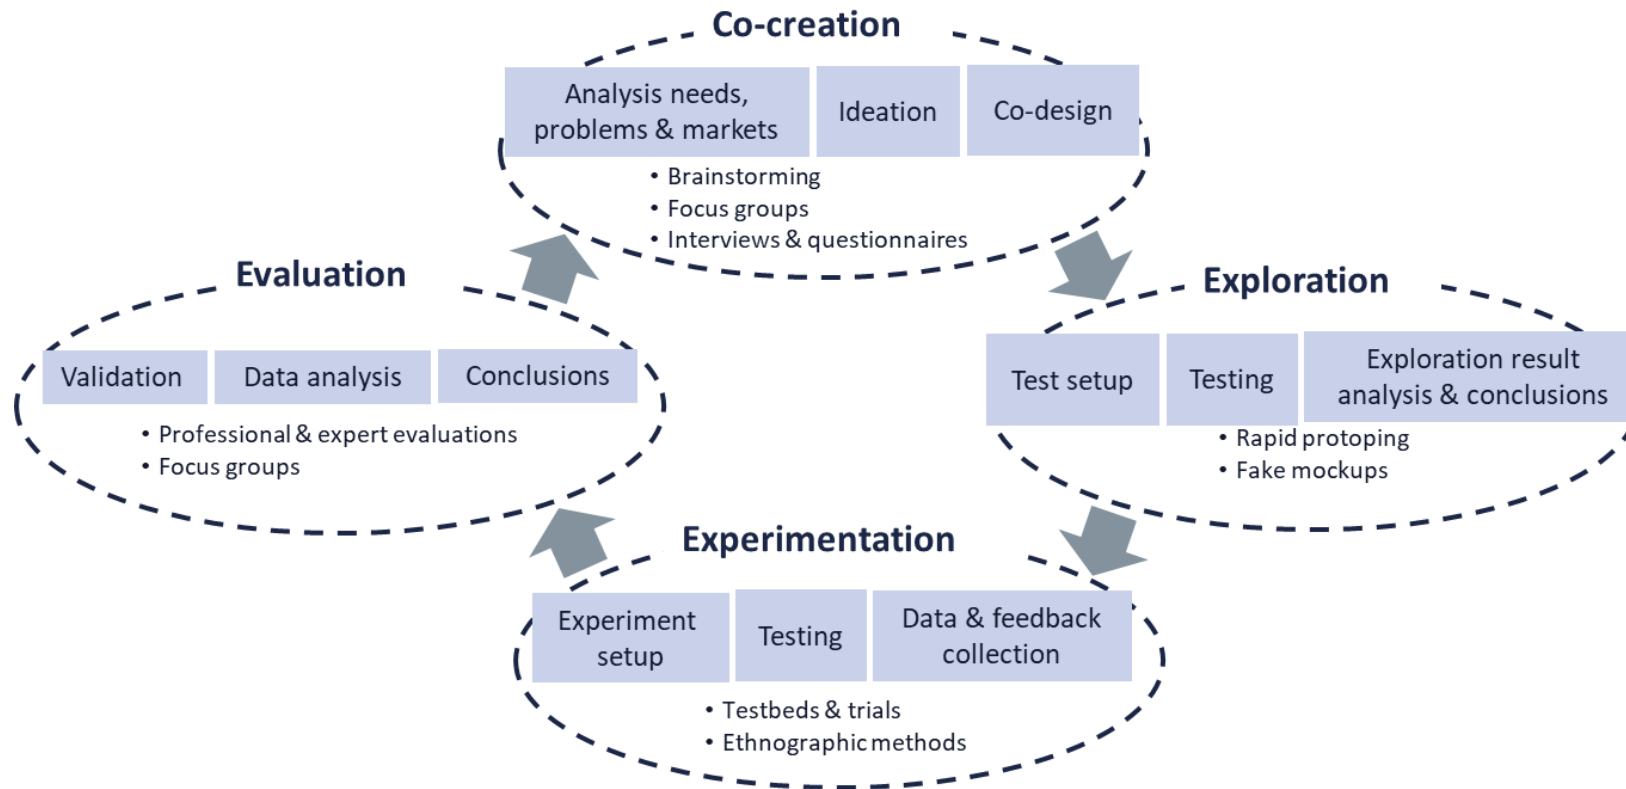 Co-creation
Analysis needs,
problems & markets
Ideation
Co-design
• Brainstorming
• Focus groups
• Interviews & questionnaires
Evaluation
Validation
Data analysis
Conclusions
• Professional & expert evaluations
• Focus groups
Exploration
Test setup
Testing
Exploration result
analysis & conclusions
• Rapid protoping
• Fake mockups
Experimentation
Experiment
setup
Testing
Data & feedback
collection
• Testbeds & trials
• Ethnographic methods